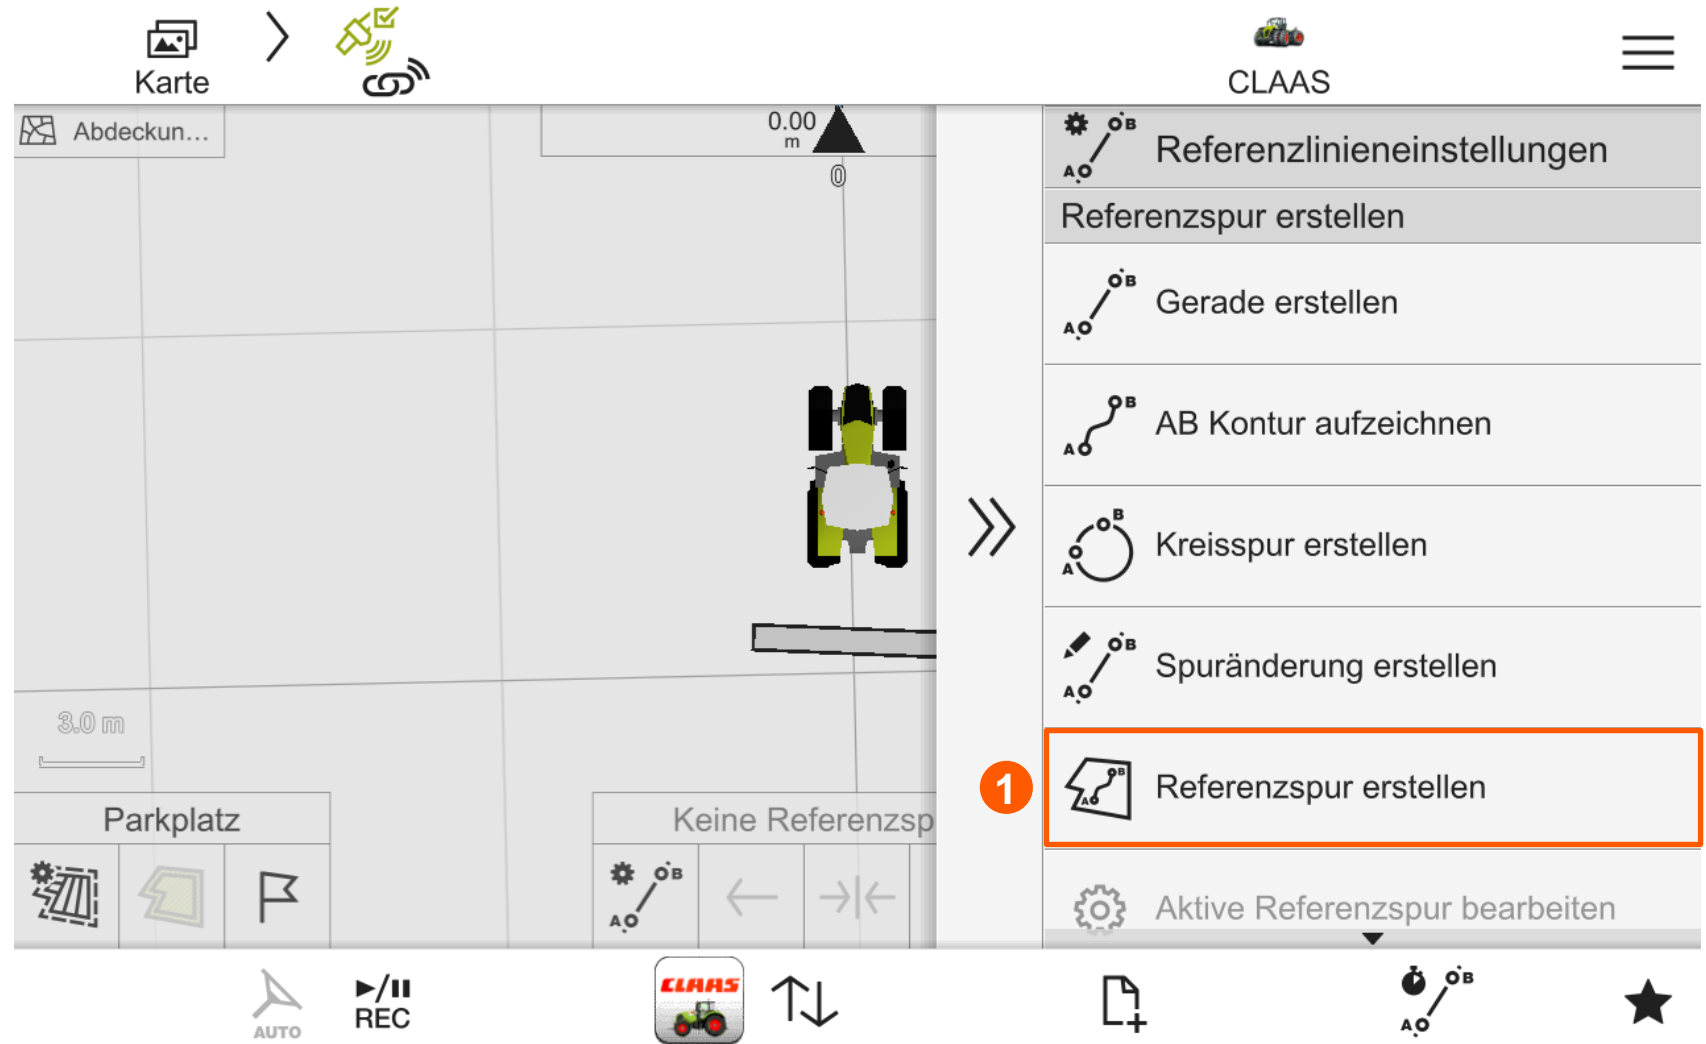 Karte
CLAAS
Abdeckun...
0.00
m
0
3.0 m
Parkplatz
Keine Referenzsp
A B
Referenzlinieneinstellungen
A B
Referenzspur erstellen
Gerade erstellen
A B
AB Kontur aufzeichnen
A B
Kreisspur erstellen
A B
Spuränderung erstellen
A B
1
Referenzspur erstellen
A B
Aktive Referenzspur bearbeiten
AUTO
REC
CLAAS
A B